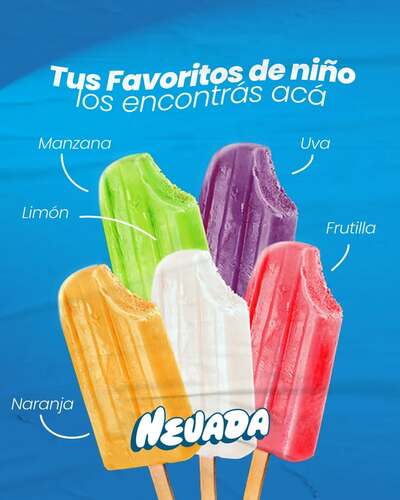 Tus Favoritos de niño
los encontrás acá
Manzana
Uva
Limón
Frutilla
Naranja
NEVADA